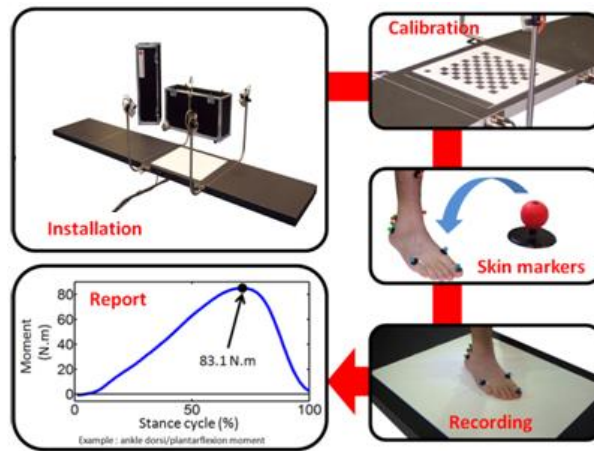 Installation
Calibration
Skin markers
Recording
Report
Moment
(N.m)
80
60
40
20
0
83.1 N.m
0
50
100
Stance cycle (%)
Example : ankle dorsi/plantarflexion moment